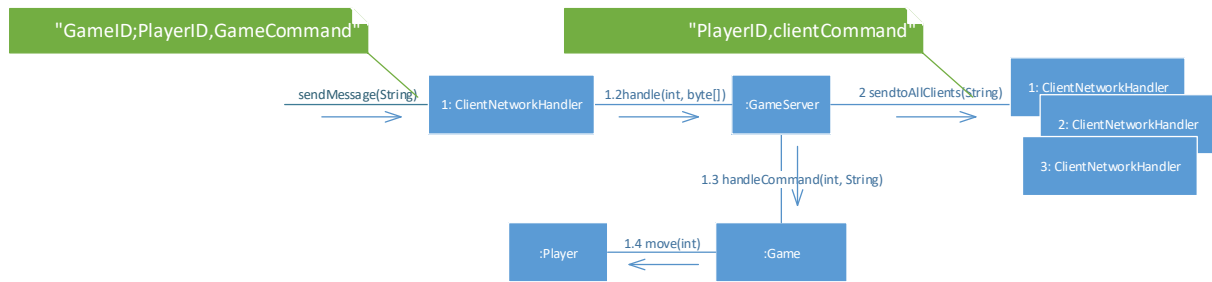 "GameID;PlayerID,GameCommand"
"PlayerID,clientCommand"
sendMessage(String)
1: ClientNetworkHandler
1.2handle(int, byte[])
:GameServer
2 sendtoAllClients(String)
1: ClientNetworkHandler
2: ClientNetworkHandler
3: ClientNetworkHandler
1.3 handleCommand(int, String)
:Player
1.4 move(int)
:Game